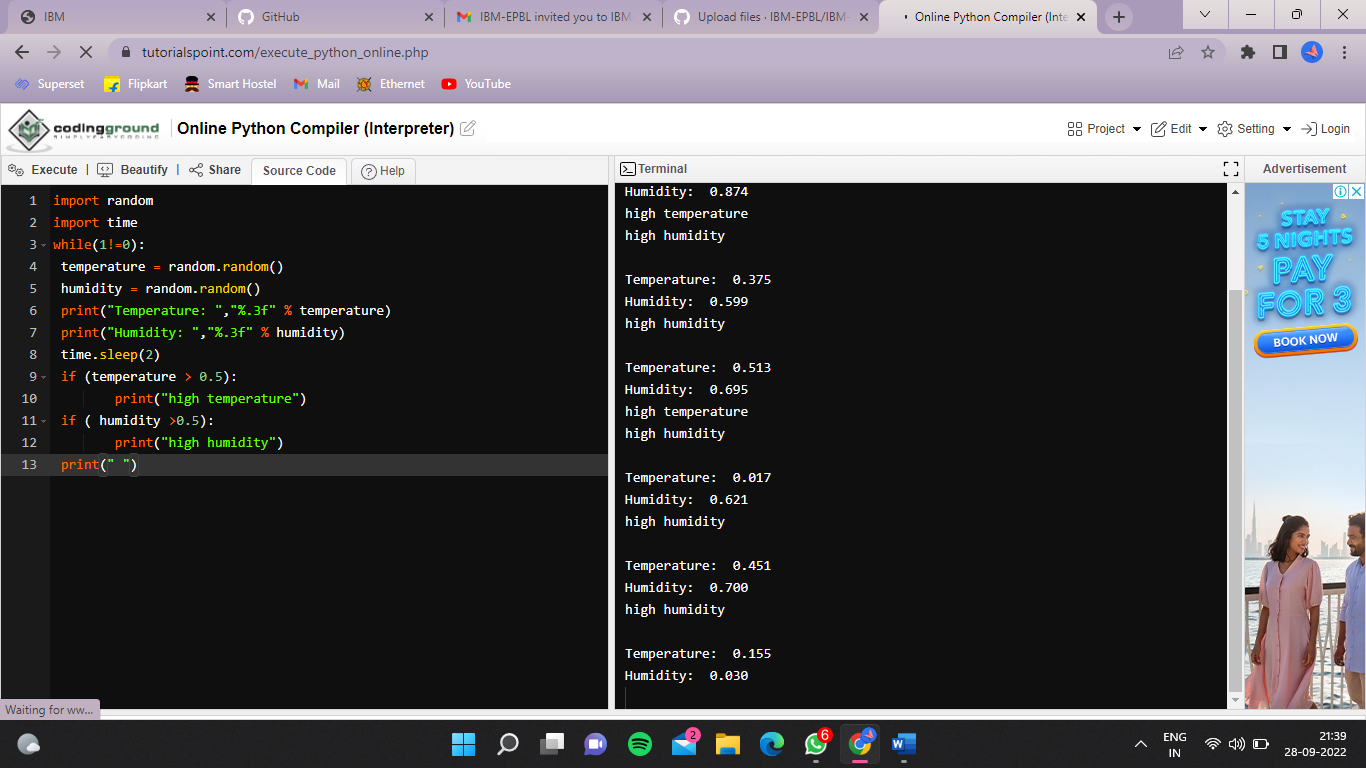 IBM
GitHub
IBM-EPBL invited you to IBM
Upload files · IBM-EPBL/IBM-
Online Python Compiler (Inte
tutorialspoint.com/execute_python_online.php
Superset Flipkart Smart Hostel Mail Ethernet YouTube
codingground
SIMPLYEASYCODING
Online Python Compiler (Interpreter)
Project Edit Setting Login
Execute | Beautify | Share Source Code Help
1 import random
2 import time
3 while(1!=0):
4 temperature = random.random()
5 humidity = random.random()
6 print("Temperature: ","%.3f" % temperature)
7 print("Humidity: ","%.3f" % humidity)
8 time.sleep(2)
9 if (temperature > 0.5):
10 print("high temperature")
11 if ( humidity >0.5):
12 print("high humidity")
13 print(" ")
Terminal
Humidity: 0.874
high temperature
high humidity
Temperature: 0.375
Humidity: 0.599
high humidity
Temperature: 0.513
Humidity: 0.695
high temperature
high humidity
Temperature: 0.017
Humidity: 0.621
high humidity
Temperature: 0.451
Humidity: 0.700
high humidity
Temperature: 0.155
Humidity: 0.030
Advertisement
STAY
5 NIGHTS
PAY
FOR 3
BOOK NOW
Waiting for ww...
2
6
W
ENG
IN
21:39
28-09-2022